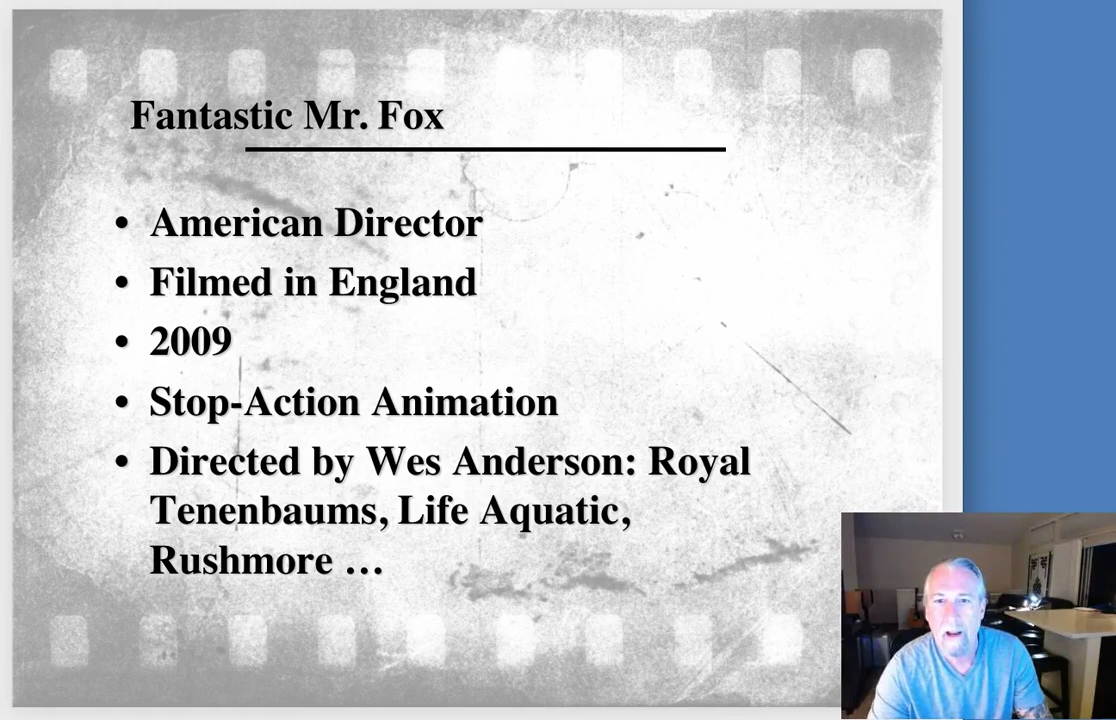 Fantastic Mr. Fox
• American Director
• Filmed in England
• 2009
• Stop-Action Animation
• Directed by Wes Anderson: Royal
Tenenbaums, Life Aquatic,
Rushmore …